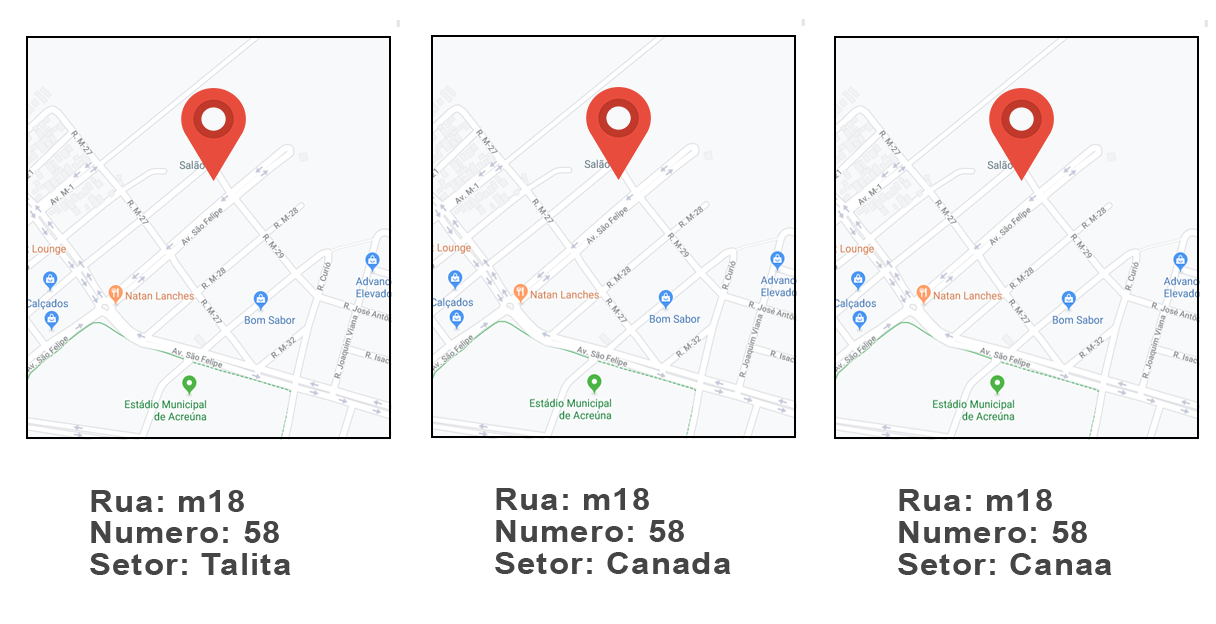 R. M-27
Salão
Av. M-1
R. M-27
Av. São Felipe
R. M-28
R. M-29
Lounge
R. M-28
R. Curió
Calçados
Natan Lanches
R. M-27
Bom Sabor
Advanc
Elevado
R. José Antô
R. Joaquim Viana
Av. São Felipe
Av. São Felipe
R. M-32
R. Isac
Estádio Municipal
de Acreúna
Rua: m18
Numero: 58
Setor: Talita
R. M-27
Salão
Av. M-1
R. M-27
Av. São Felipe
R. M-28
R. M-29
Lounge
R. M-28
R. Curió
Calçados
Natan Lanches
R. M-27
Bom Sabor
Advanc
Elevado
R. José Antô
R. Joaquim Viana
Av. São Felipe
Av. São Felipe
R. M-32
R. Isac
Estádio Municipal
de Acreúna
Rua: m18
Numero: 58
Setor: Canada
R. M-27
Salão
Av. M-1
R. M-27
Av. São Felipe
R. M-28
R. M-29
Lounge
R. M-28
R. Curió
Calçados
Natan Lanches
R. M-27
Bom Sabor
Advanc
Elevado
R. José Antô
R. Joaquim Viana
Av. São Felipe
Av. São Felipe
R. M-32
R. Isac
Estádio Municipal
de Acreúna
Rua: m18
Numero: 58
Setor: Canaa